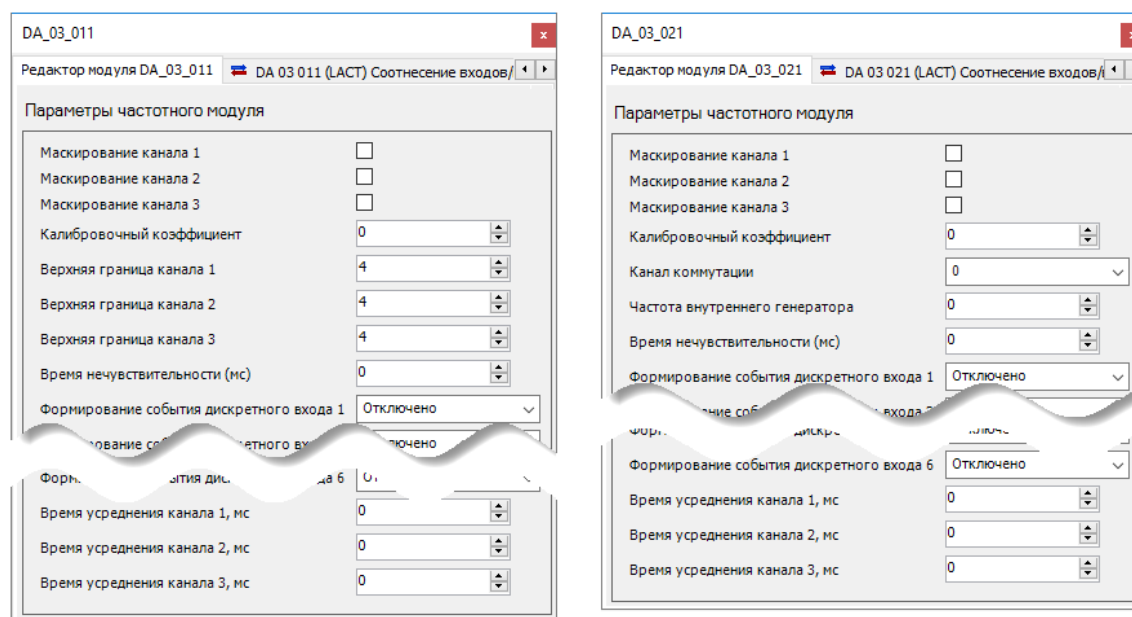 DA_03_011
x
Редактор модуля DA_03_011
DA 03 011 (LACT) Соотнесение входов/
Параметры частотного модуля
Маскирование канала 1
Маскирование канала 2
Маскирование канала 3
Калибровочный коэффициент 0
Верхняя граница канала 1 4
Верхняя граница канала 2 4
Верхняя граница канала 3 4
Время нечувствительности (мс) 0
Формирование события дискретного входа 1 Отключено
Время усреднения канала 1, мс 0
Время усреднения канала 2, мс 0
Время усреднения канала 3, мс 0
DA_03_021
Редактор модуля DA_03_021
DA 03 021 (LACT) Соотнесение входов/
Параметры частотного модуля
Маскирование канала 1
Маскирование канала 2
Маскирование канала 3
Калибровочный коэффициент 0
Канал коммутации 0
Частота внутреннего генератора 0
Время нечувствительности (мс) 0
Формирование события дискретного входа 1 Отключено
Формирование события дискретного входа 6 Отключено
Время усреднения канала 1, мс 0
Время усреднения канала 2, мс 0
Время усреднения канала 3, мс 0